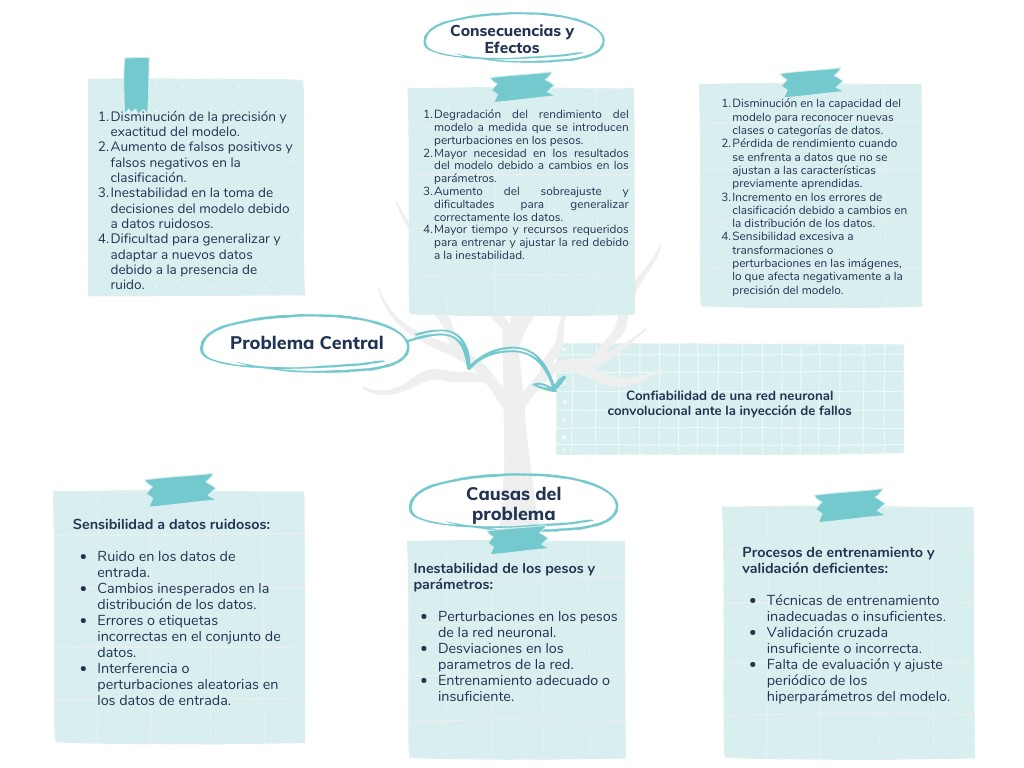 Consecuencias y
Efectos
1. Disminución de la precisión y
exactitud del modelo.
2. Aumento de falsos positivos y
falsos negativos en la
clasificación.
3. Inestabilidad en la toma de
decisiones del modelo debido
a datos ruidosos.
4. Dificultad para generalizar y
adaptar a nuevos datos
debido a la presencia de
ruido.
1. Degradación del rendimiento del
modelo a medida que se introducen
perturbaciones en los pesos.
2. Mayor necesidad en los resultados
del modelo debido a cambios en los
parámetros.
3. Aumento del sobreajuste y
dificultades para generalizar
correctamente los datos.
4. Mayor tiempo y recursos requeridos
para entrenar y ajustar la red debido
a la inestabilidad.
1. Disminución en la capacidad del
modelo para reconocer nuevas
clases o categorías de datos.
2. Pérdida de rendimiento cuando
se enfrenta a datos que no se
ajustan a las características
previamente aprendidas.
3. Incremento en los errores de
clasificación debido a cambios en
la distribución de los datos.
4. Sensibilidad excesiva a
transformaciones o
perturbaciones en las imágenes,
lo que afecta negativamente a la
precisión del modelo.
Problema Central
Confiabilidad de una red neuronal
convolucional ante la inyección de fallos
Causas del
problema
Sensibilidad a datos ruidosos:
• Ruido en los datos de
entrada.
• Cambios inesperados en la
distribución de los datos.
• Errores o etiquetas
incorrectas en el conjunto de
datos.
• Interferencia o
perturbaciones aleatorias en
los datos de entrada.
Inestabilidad de los pesos y
parámetros:
• Perturbaciones en los pesos
de la red neuronal.
• Desviaciones en los
parametros de la red.
• Entrenamiento adecuado o
insuficiente.
Procesos de entrenamiento y
validación deficientes:
• Técnicas de entrenamiento
inadecuadas o insuficientes.
• Validación cruzada
insuficiente o incorrecta.
• Falta de evaluación y ajuste
periódico de los
hiperparámetros del modelo.